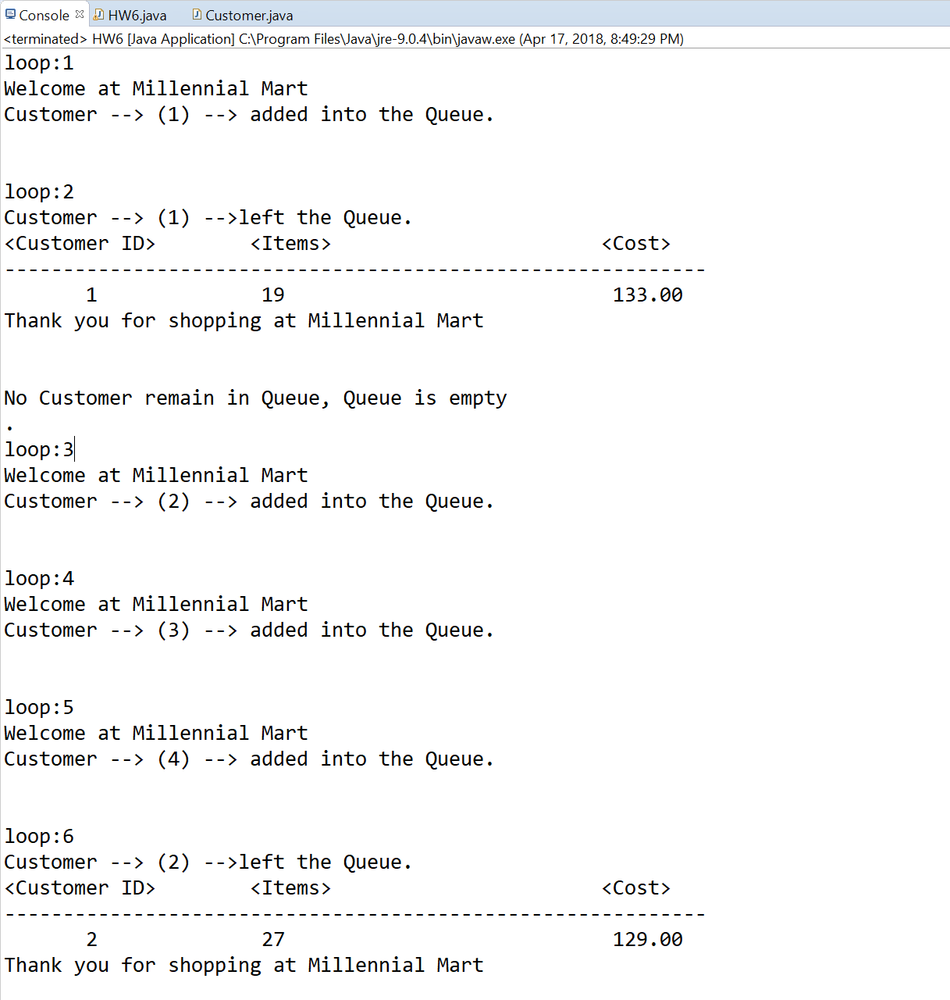 Console HW6.java Customer.java
<terminated> HW6 [Java Application] C:\Program Files\Java\jre-9.0.4\bin\javaw.exe (Apr 17, 2018, 8:49:29 PM)
loop:1
Welcome at Millennial Mart
Customer --> (1) --> added into the Queue.
loop:2
Customer --> (1) -->left the Queue.
<Customer ID> <Items> <Cost>
------------------------------------------------------------
1 19 133.00
Thank you for shopping at Millennial Mart
No Customer remain in Queue, Queue is empty
.
loop:3
Welcome at Millennial Mart
Customer --> (2) --> added into the Queue.
loop:4
Welcome at Millennial Mart
Customer --> (3) --> added into the Queue.
loop:5
Welcome at Millennial Mart
Customer --> (4) --> added into the Queue.
loop:6
Customer --> (2) -->left the Queue.
<Customer ID> <Items> <Cost>
------------------------------------------------------------
2 27 129.00
Thank you for shopping at Millennial Mart